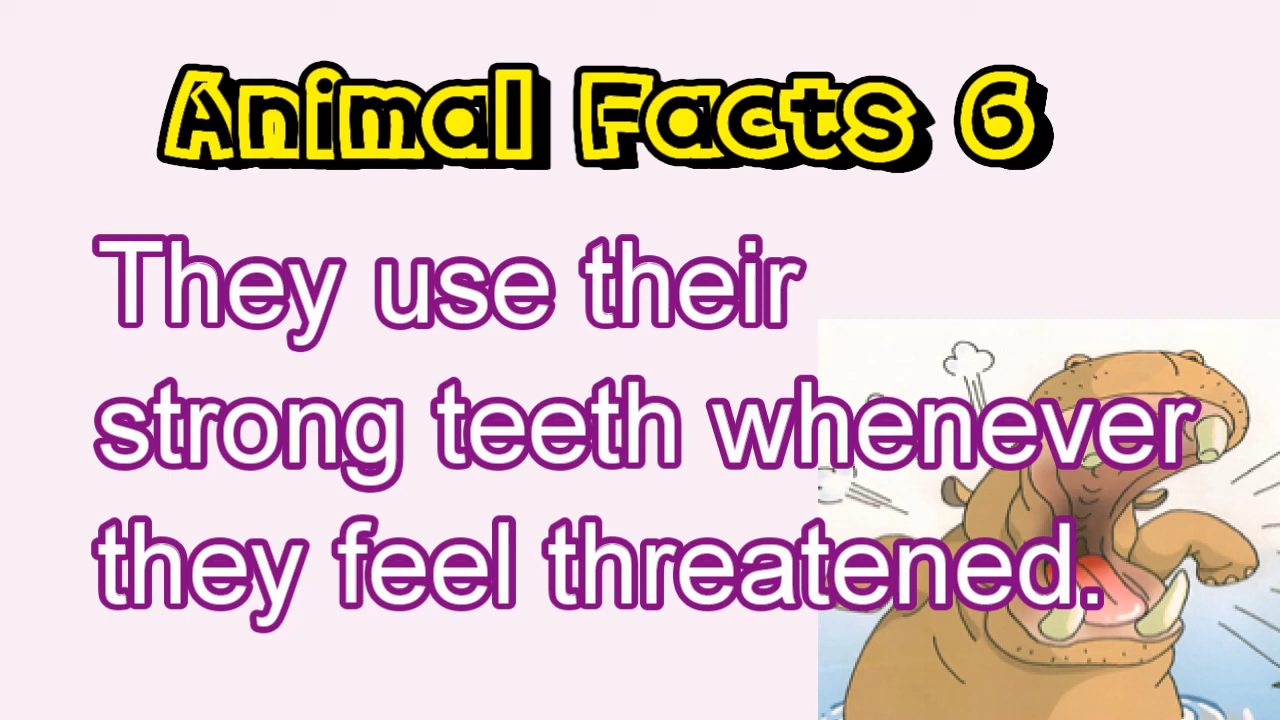 Animal Facts 6
They use their
strong teeth whenever
they feel threatened.